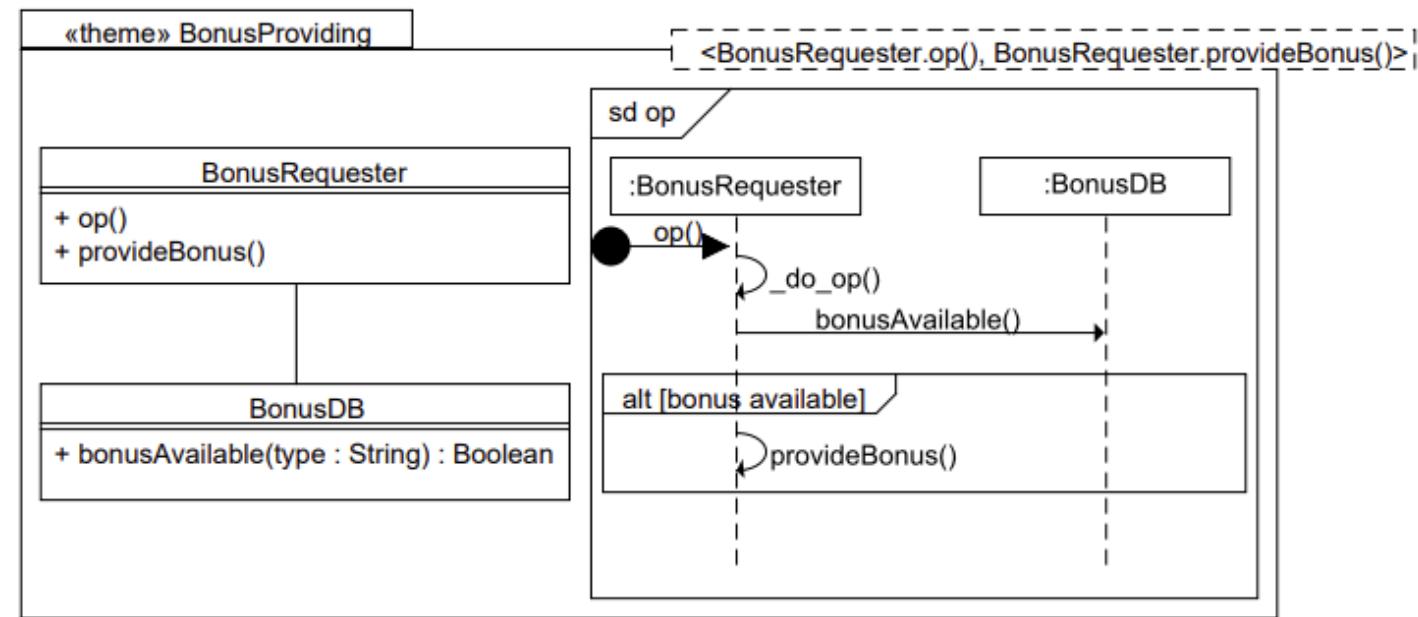 «theme» BonusProviding
<BonusRequester.op(), BonusRequester.provideBonus()>
BonusRequester
+ op()
+ provideBonus()
BonusDB
+ bonusAvailable(type : String) : Boolean
sd op
:BonusRequester
:BonusDB
op()
_do_op()
bonusAvailable()
alt [bonus available]
provideBonus()